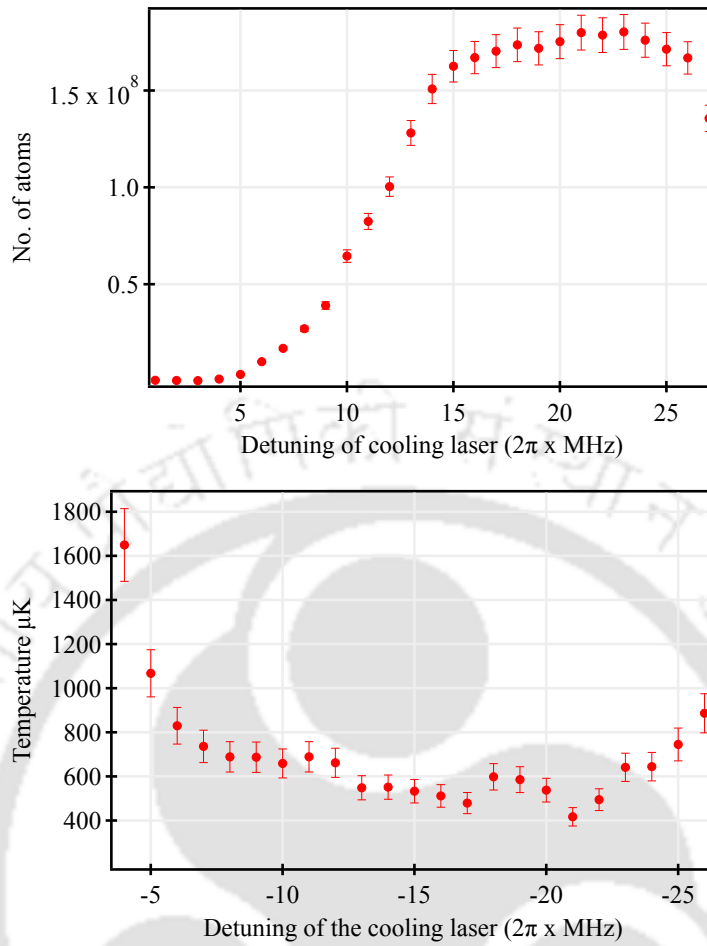 1.5 x 10⁸
1.0
0.5
No. of atoms
5 10 15 20 25
Detuning of cooling laser (2π x MHz)
1800
1600
1400
1200
1000
800
600
400
Temperature μK
-5 -10 -15 -20 -25
Detuning of the cooling laser (2π x MHz)